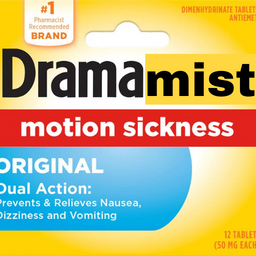 #1
Pharmacist
Recommended
BRAND
DIMENHYDRINATE TABLET
ANTIEMET
Dramamist
motion sickness
ORIGINAL
Dual Action:
Prevents & Relieves Nausea,
Dizziness and Vomiting
12 TABLET
(50 MG EACH